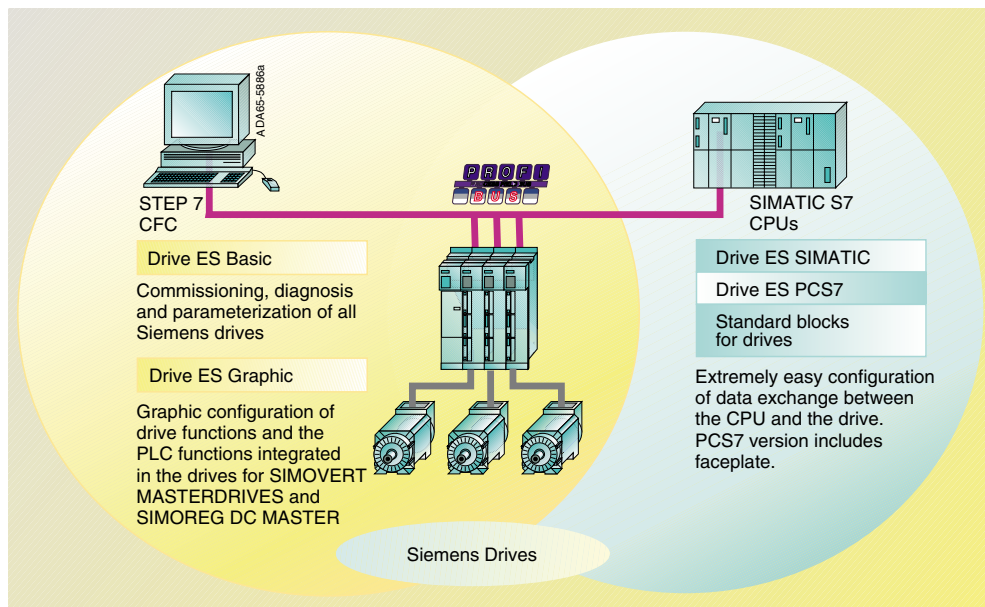 A DA65-5886a
PROFI
BUS
STEP 7
CFC
Drive ES Basic
Commissioning, diagnosis
and parameterization of all
Siemens drives
Drive ES Graphic
Graphic configuration of
drive functions and the
PLC functions integrated
in the drives for SIMOVERT
MASTERDRIVES and
SIMOREG DC MASTER
SIMATIC S7
CPUs
Drive ES SIMATIC
Drive ES PCS7
Standard blocks
for drives
Extremely easy configuration
of data exchange between
the CPU and the drive.
PCS7 version includes
faceplate.
Siemens Drives